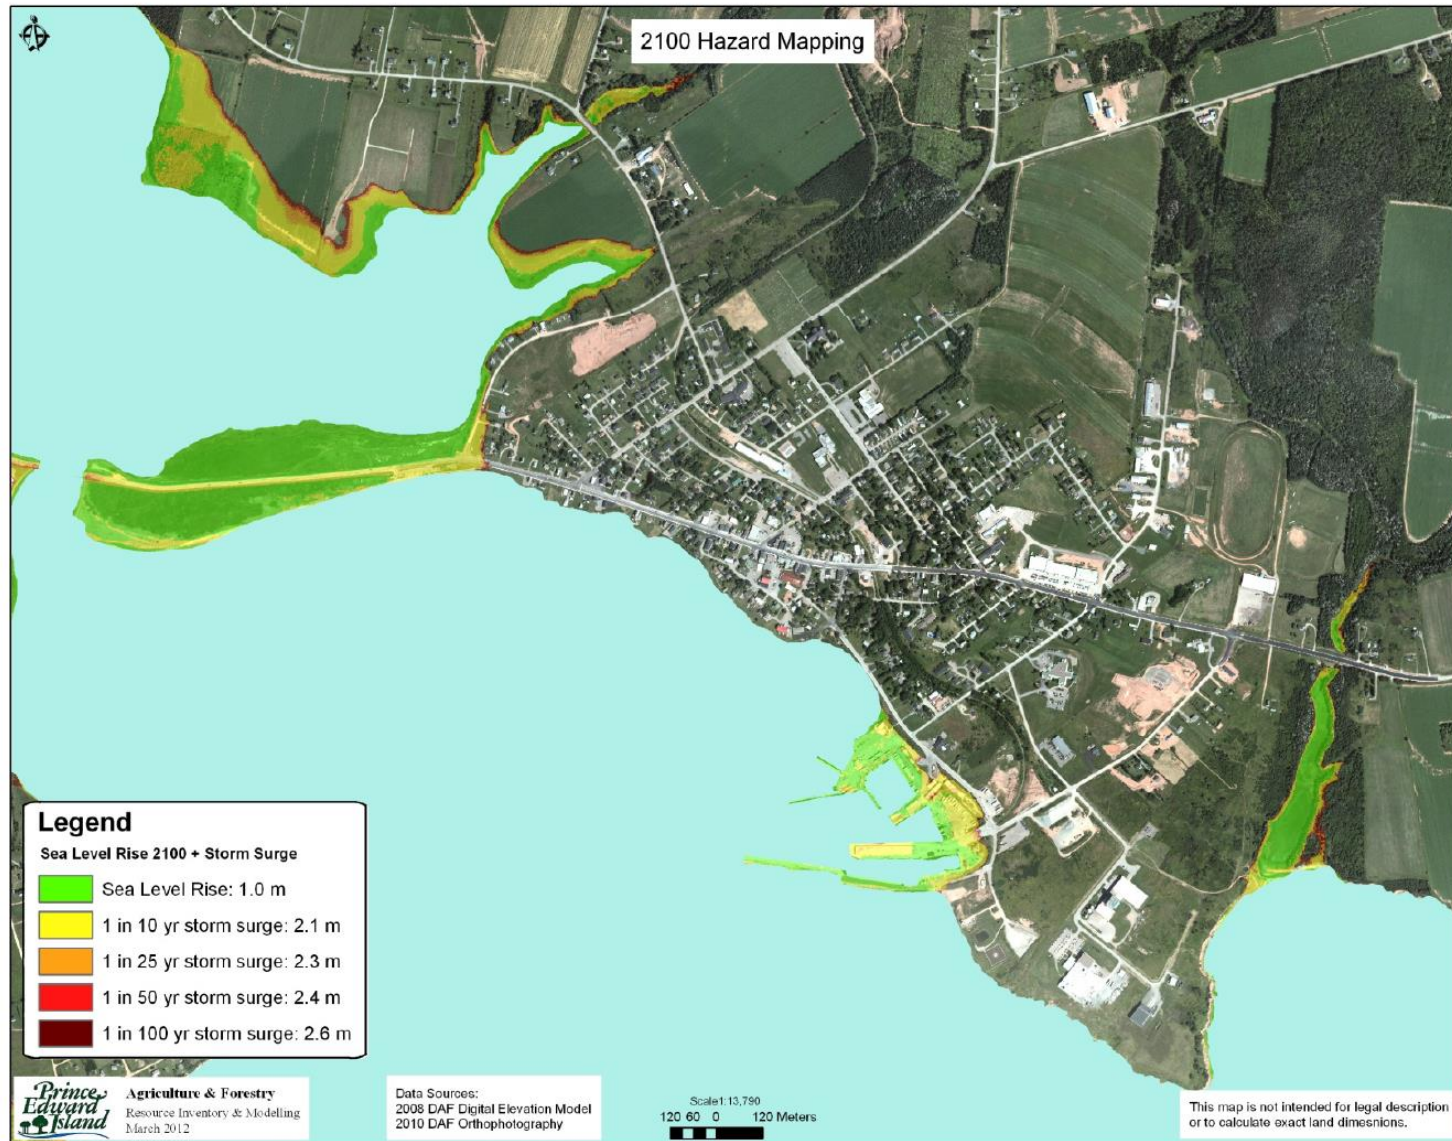 2100 Hazard Mapping
Legend
Sea Level Rise 2100 + Storm Surge
Sea Level Rise: 1.0 m
1 in 10 yr storm surge: 2.1 m
1 in 25 yr storm surge: 2.3 m
1 in 50 yr storm surge: 2.4 m
1 in 100 yr storm surge: 2.6 m
Prince
Edward
Island
Agriculture & Forestry
Resource Inventory & Modelling
March 2012
Data Sources:
2008 DAF Digital Elevation Model
2010 DAF Orthophotography
Scale1:13,790
120 60 0 120 Meters
This map is not intended for legal description
or to calculate exact land dimesnions.